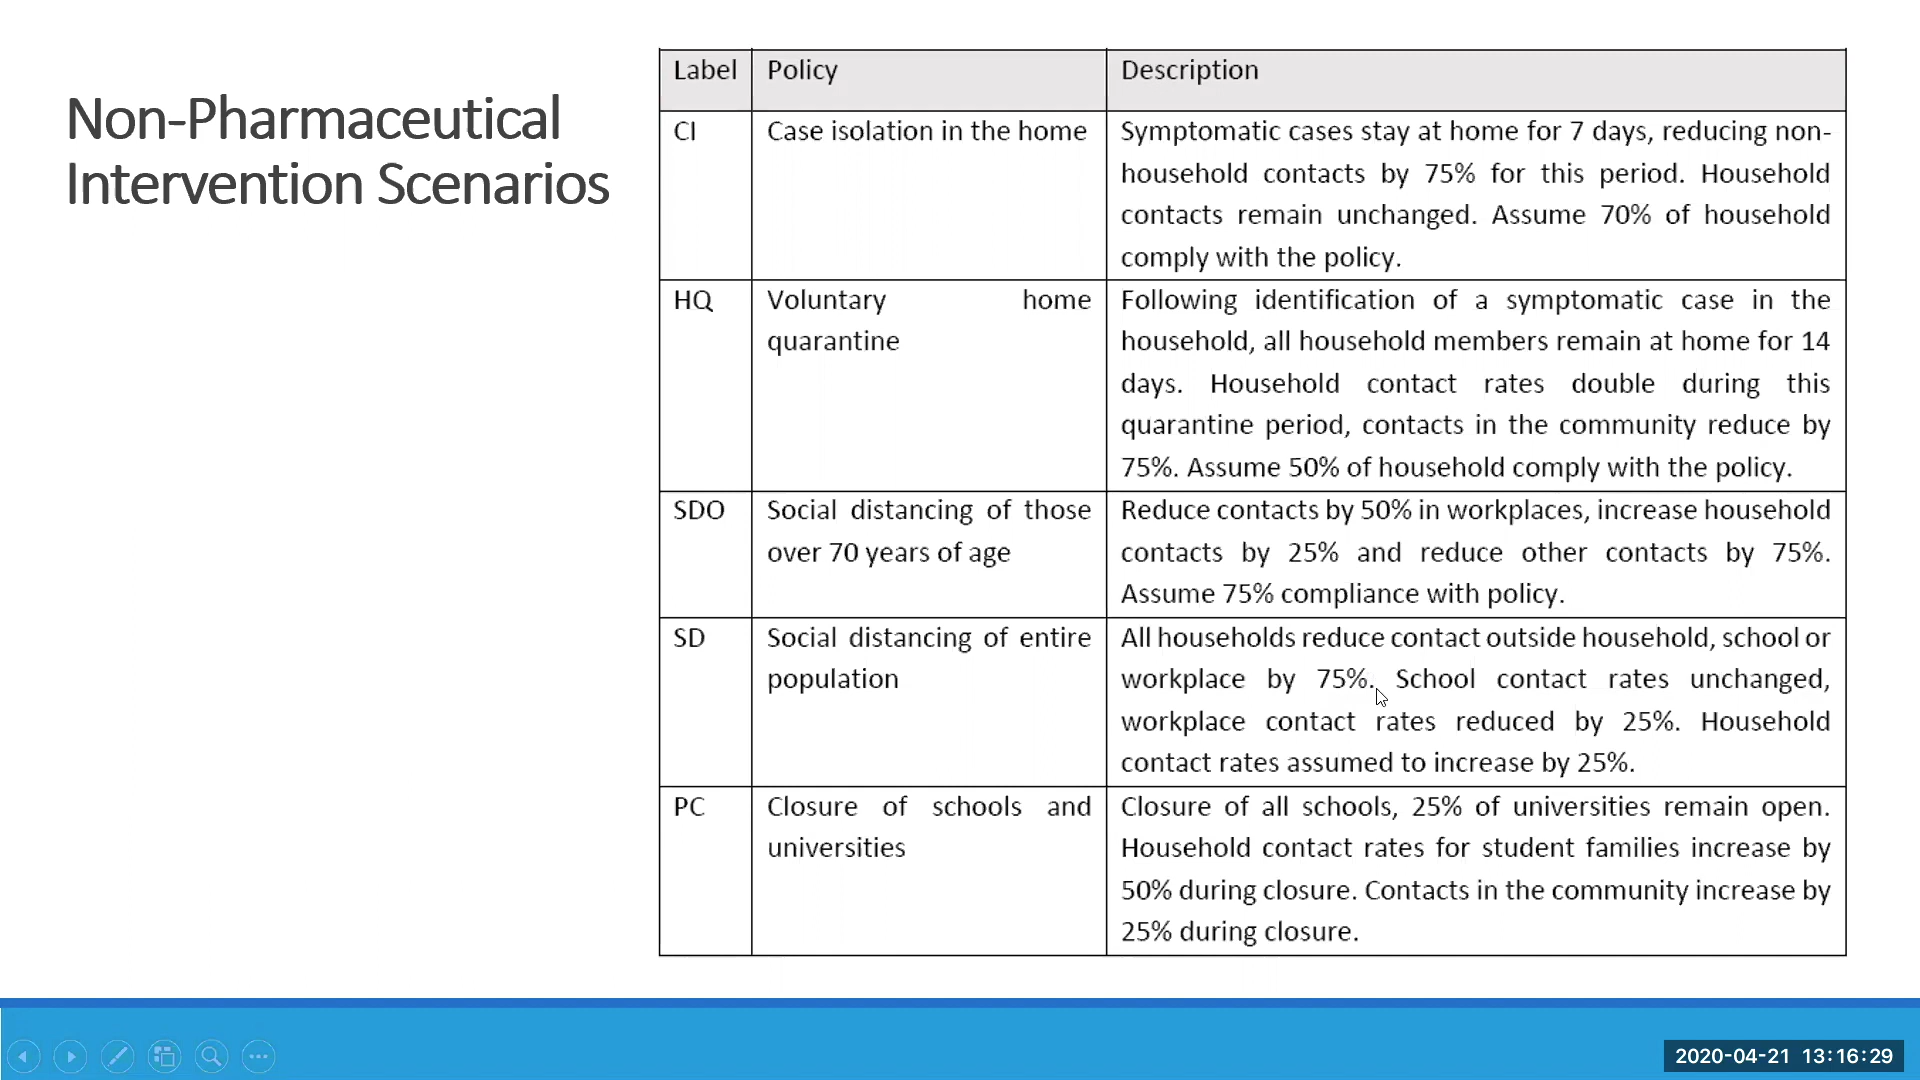 Non-Pharmaceutical
Intervention Scenarios
Label Policy Description
CI Case isolation in the home Symptomatic cases stay at home for 7 days, reducing non-
household contacts by 75% for this period. Household
contacts remain unchanged. Assume 70% of household
comply with the policy.
HQ Voluntary home Following identification of a symptomatic case in the
quarantine household, all household members remain at home for 14
days. Household contact rates double during this
quarantine period, contacts in the community reduce by
75%. Assume 50% of household comply with the policy.
SDO Social distancing of those Reduce contacts by 50% in workplaces, increase household
over 70 years of age contacts by 25% and reduce other contacts by 75%.
Assume 75% compliance with policy.
SD Social distancing of entire All households reduce contact outside household, school or
population workplace by 75%. School contact rates unchanged,
workplace contact rates reduced by 25%. Household
contact rates assumed to increase by 25%.
PC Closure of schools and Closure of all schools, 25% of universities remain open.
universities Household contact rates for student families increase by
50% during closure. Contacts in the community increase by
25% during closure.
2020-04-21 13:16:29